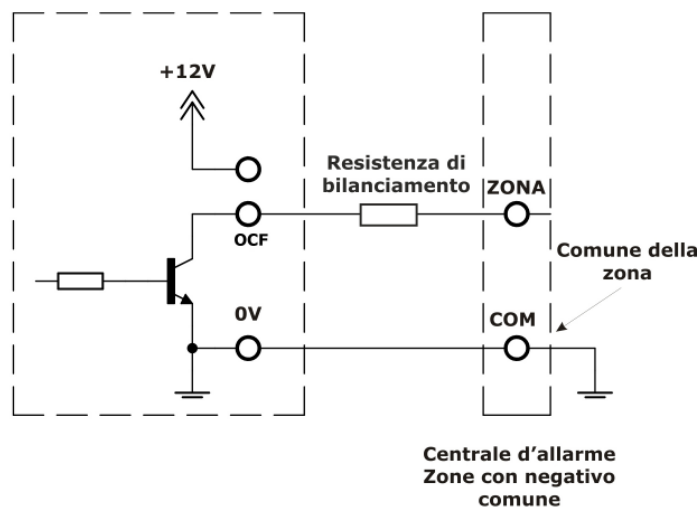 +12V
Resistenza di
bilanciamento
ZONA
OCF
Comune della
zona
0V
COM
Centrale d'allarme
Zone con negativo
comune